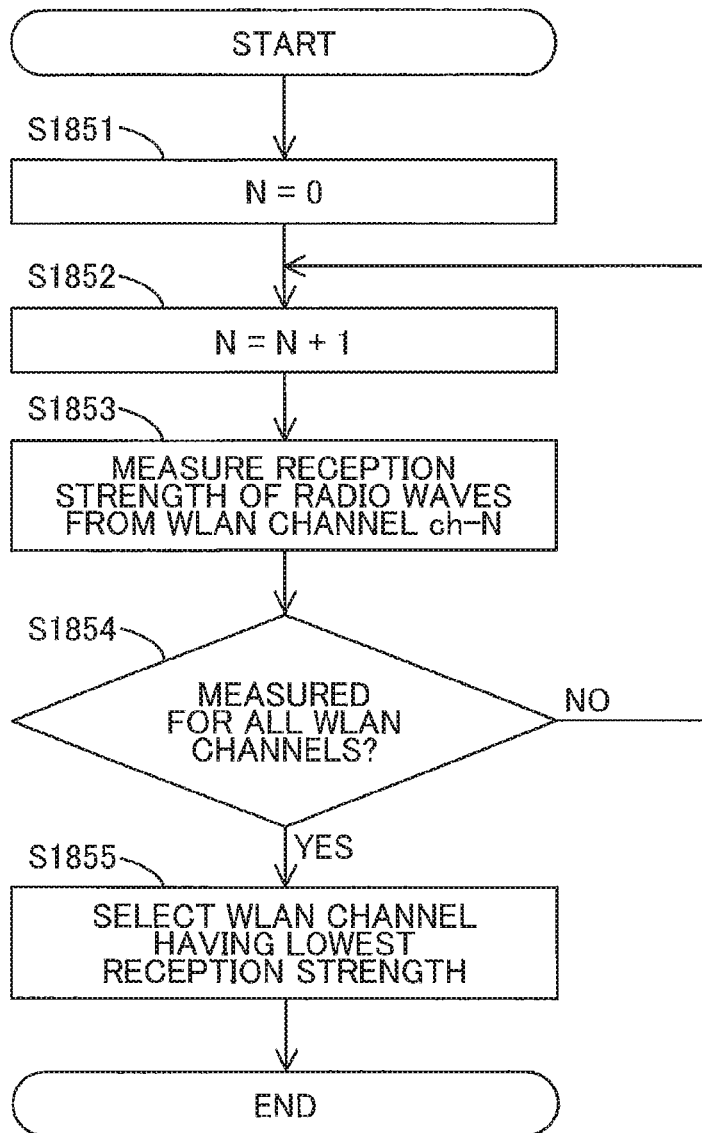 START
S1851
N = 0
S1852
N = N + 1
S1853
MEASURE RECEPTION
STRENGTH OF RADIO WAVES
FROM WLAN CHANNEL ch-N
S1854
MEASURED
FOR ALL WLAN
CHANNELS?
NO
YES
S1855
SELECT WLAN CHANNEL
HAVING LOWEST
RECEPTION STRENGTH
END